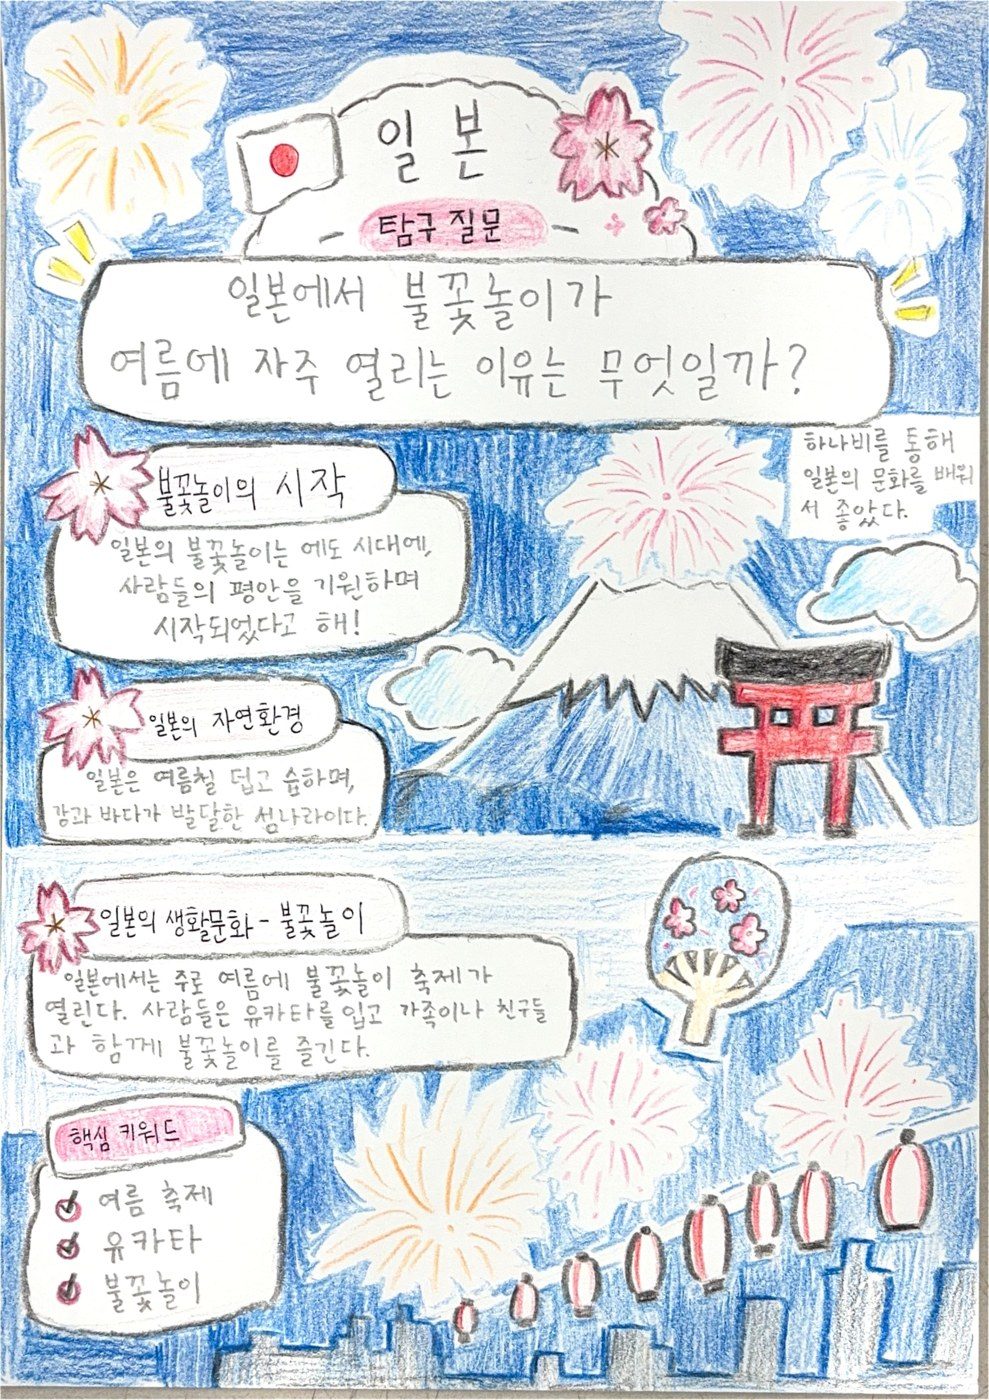 일본
탐구 질문
일본에서 불꽃놀이가
여름에 자주 열리는 이유는 무엇일까?
하나비를 통해
일본의 문화를 배워
서 좋았다.
불꽃놀이의 시작
일본의 불꽃놀이는 에도 시대에,
사람들의 평안을 기원하며
시작되었다고 해!
일본의 자연환경
일본은 여름철 덥고 습하며,
강과 바다가 발달한 섬나라이다.
일본의 생활문화 - 불꽃놀이
일본에서는 주로 여름에 불꽃놀이 축제가
열린다. 사람들은 유카타를 입고 가족이나 친구들
과 함께 불꽃놀이를 즐긴다.
핵심 키워드
여름 축제
유카타
불꽃놀이